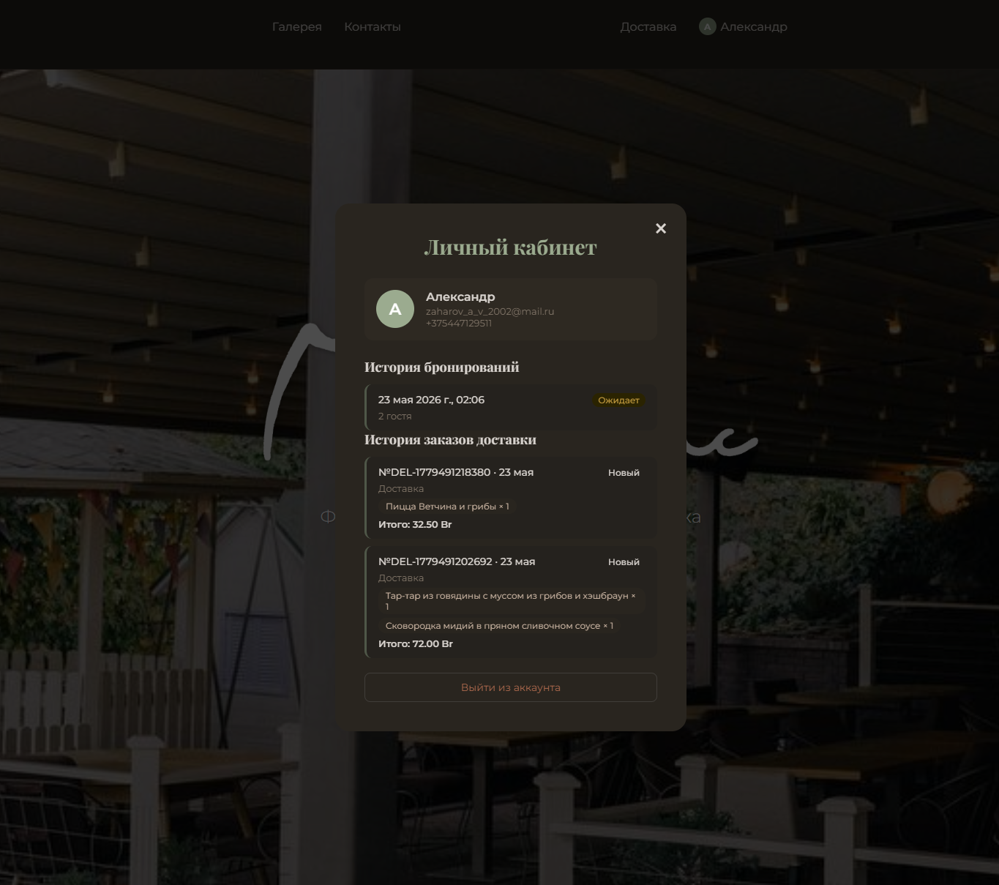 Галерея Контакты Доставка А Александр
×
Личный кабинет
А
Александр
zaharov_a_v_2002@mail.ru
+375447129511
История бронирований
23 мая 2026 г., 02:06 Ожидает
2 гостя
История заказов доставки
№DEL-1779491218380 · 23 мая Новый
Доставка
Пицца Ветчина и грибы × 1
Итого: 32.50 Br
№DEL-1779491202692 · 23 мая Новый
Доставка
Тар-тар из говядины с муссом из грибов и хэшбраун ×
1
Сковородка мидий в пряном сливочном соусе × 1
Итого: 72.00 Br
Выйти из аккаунта